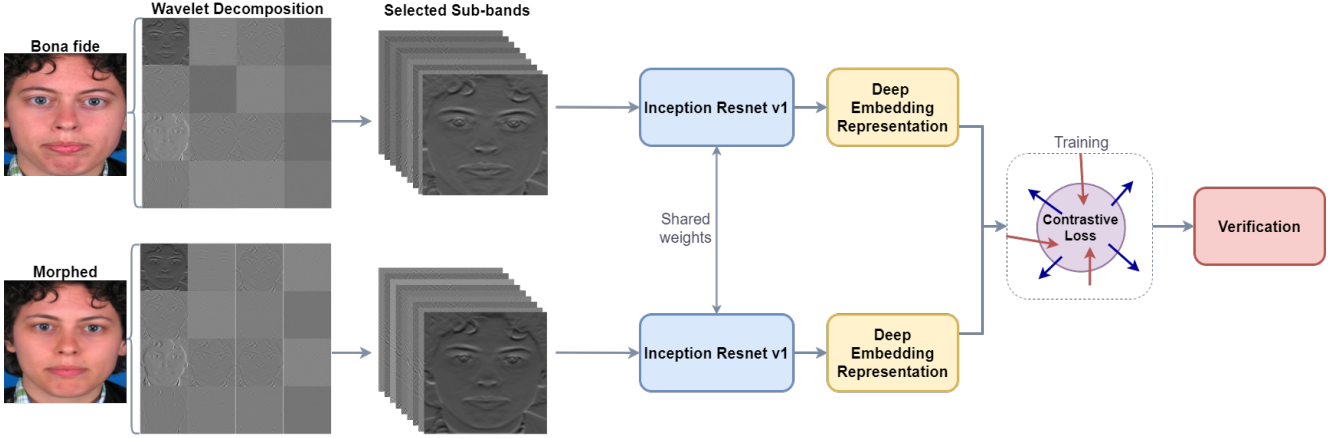 Wavelet Decomposition
Selected Sub-bands
Bona fide
Inception Resnet v1
Deep
Embedding
Representation
Training
Contrastive
Loss
Verification
Shared
weights
Morphed
Inception Resnet v1
Deep
Embedding
Representation